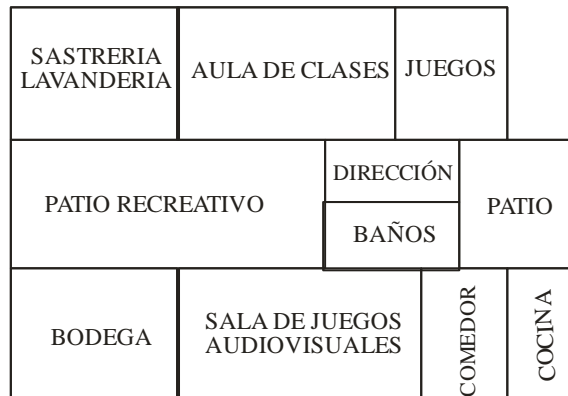 SASTRERIA
LAVANDERIA
AULA DE CLASES
JUEGOS
PATIO RECREATIVO
DIRECCIÓN
BAÑOS
PATIO
BODEGA
SALA DE JUEGOS
AUDIOVISUALES
COMEDOR
COCINA